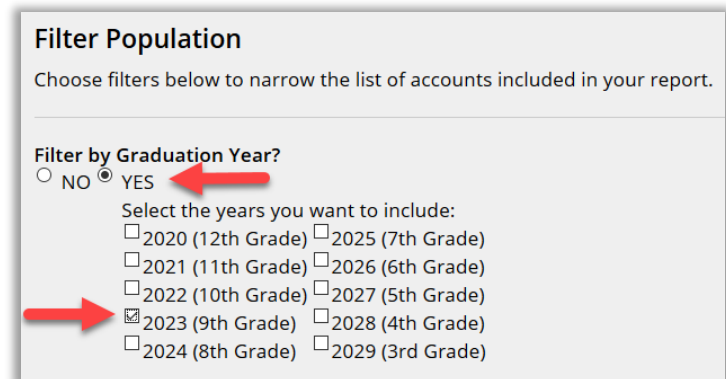 Filter Population
Choose filters below to narrow the list of accounts included in your report.
Filter by Graduation Year?
NO YES
Select the years you want to include:
2020 (12th Grade) 2025 (7th Grade)
2021 (11th Grade) 2026 (6th Grade)
2022 (10th Grade) 2027 (5th Grade)
2023 (9th Grade) 2028 (4th Grade)
2024 (8th Grade) 2029 (3rd Grade)